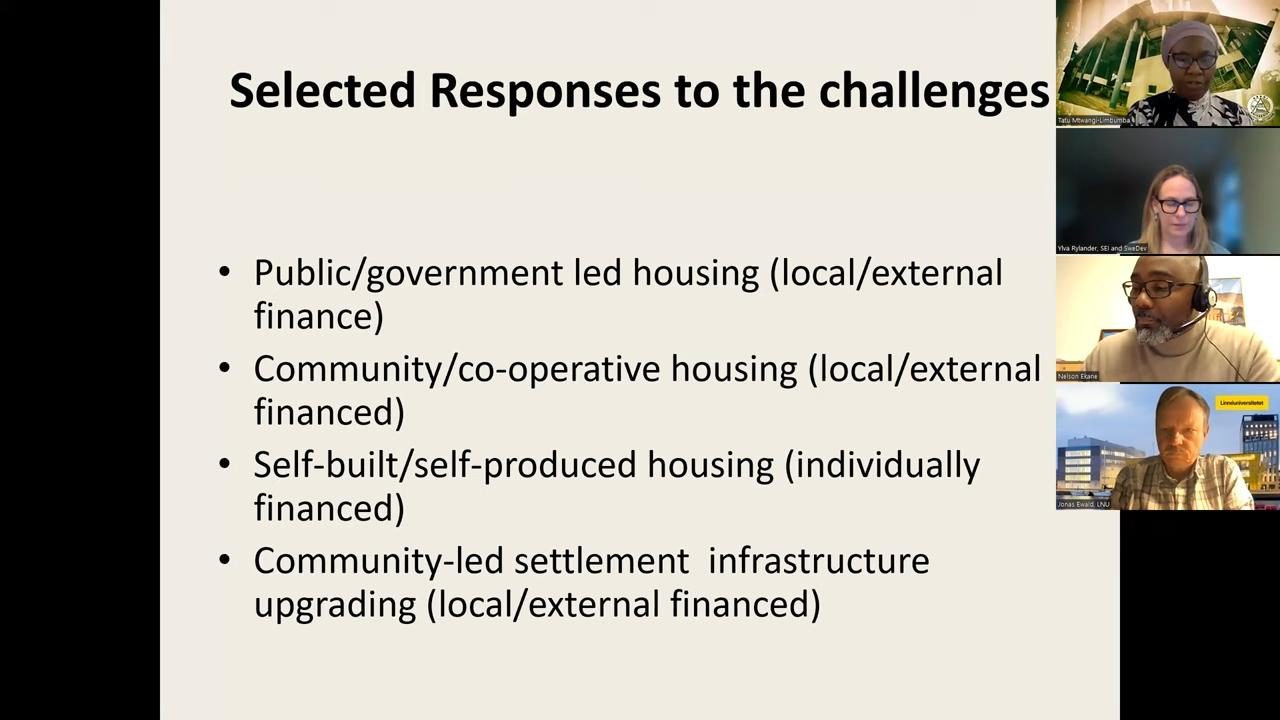 Selected Responses to the challenges
• Public/government led housing (local/external
finance)
• Community/co-operative housing (local/external
financed)
• Self-built/self-produced housing (individually
financed)
• Community-led settlement infrastructure
upgrading (local/external financed)
Tatu Mtwangi-Limbumba
Ylva Rylander, SEI and SweDev
Nelson Ekane
Linnéuniversitetet
Jonas Ewald, LNU